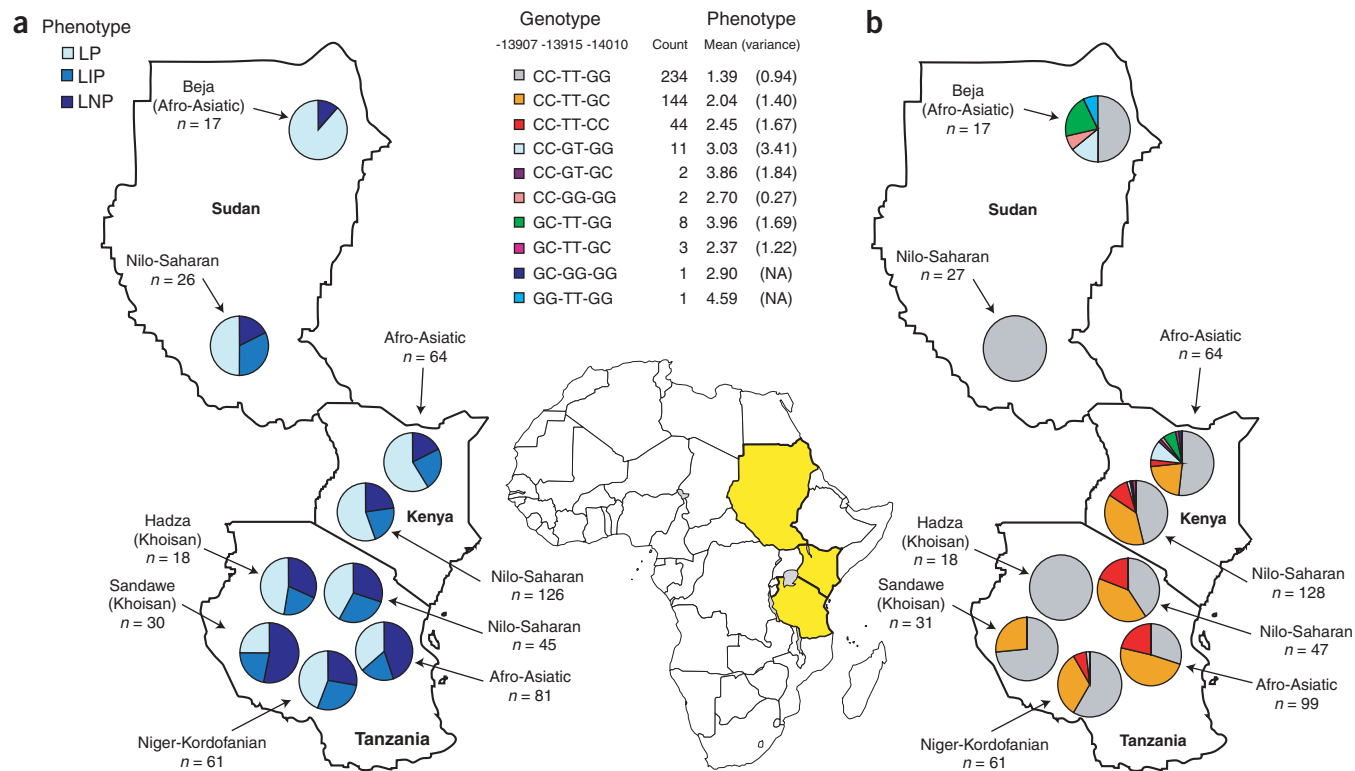 a
Phenotype
LP
LIP
LNP
Beja
(Afro-Asiatic)
n = 17
Sudan
Nilo-Saharan
n = 26
Afro-Asiatic
n = 64
Kenya
Hadza
(Khoisan)
n = 18
Sandawe
(Khoisan)
n = 30
Nilo-Saharan
n = 126
Nilo-Saharan
n = 45
Afro-Asiatic
n = 81
Niger-Kordofanian
n = 61
Tanzania
Genotype Phenotype
-13907 -13915 -14010 Count Mean (variance)
CC-TT-GG 234 1.39 (0.94)
CC-TT-GC 144 2.04 (1.40)
CC-TT-CC 44 2.45 (1.67)
CC-GT-GG 11 3.03 (3.41)
CC-GT-GC 2 3.86 (1.84)
CC-GG-GG 2 2.70 (0.27)
GC-TT-GG 8 3.96 (1.69)
GC-TT-GC 3 2.37 (1.22)
GC-GG-GG 1 2.90 (NA)
GG-TT-GG 1 4.59 (NA)
b
Beja
(Afro-Asiatic)
n = 17
Sudan
Nilo-Saharan
n = 27
Afro-Asiatic
n = 64
Kenya
Hadza
(Khoisan)
n = 18
Sandawe
(Khoisan)
n = 31
Nilo-Saharan
n = 128
Nilo-Saharan
n = 47
Afro-Asiatic
n = 99
Niger-Kordofanian
n = 61
Tanzania